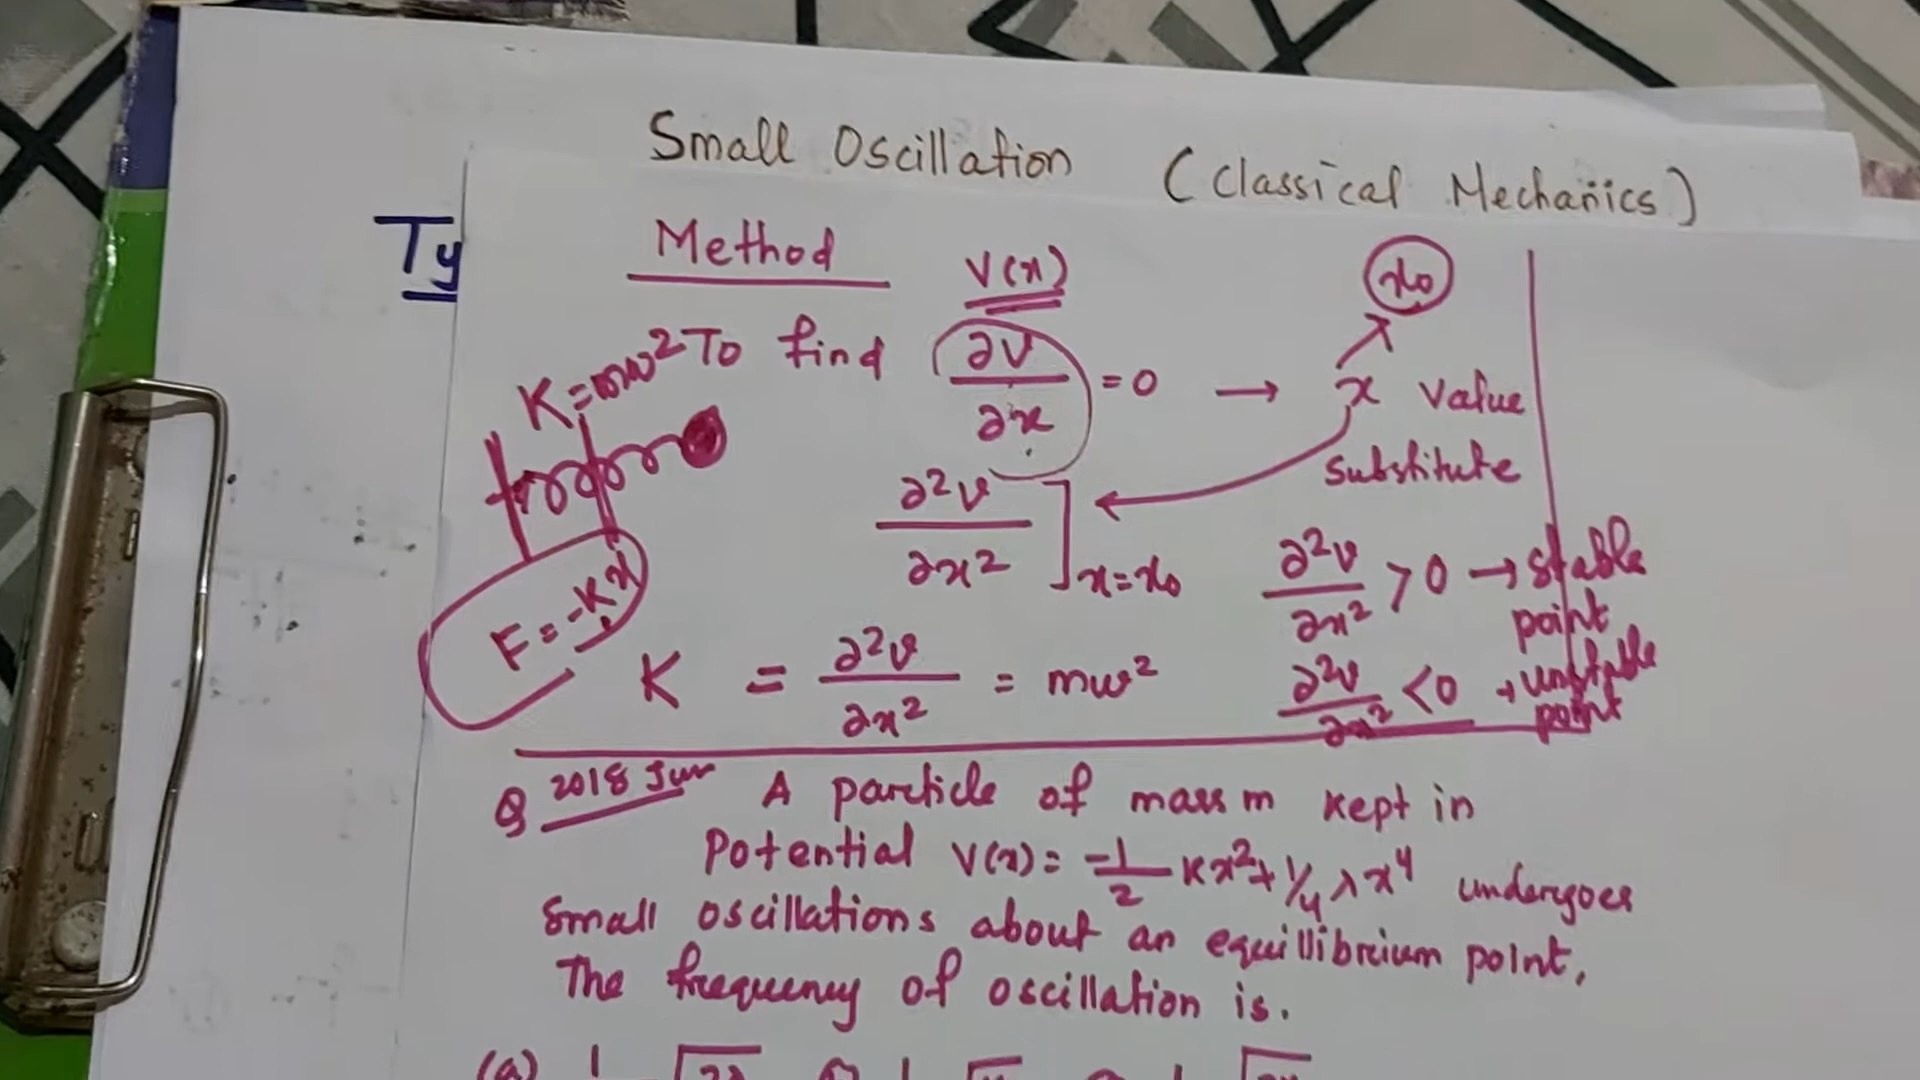 Small Oscillation (Classical Mechanics)
Ty
Method V(x) x₀
K=mω² To find ∂V/∂x = 0 → x value
substitute
∂²V/∂x² ]x=x₀
∂²V/∂x² > 0 → stable point
F = -Kx
K = ∂²V/∂x² = mω²
∂²V/∂x² < 0 → unstable point
Q 2018 Jun A particle of mass m kept in
Potential V(x) = -1/2 Kx² + 1/4 λx⁴ undergoes
Small oscillations about an equillibrium point,
The frequency of oscillation is.
(a) 1